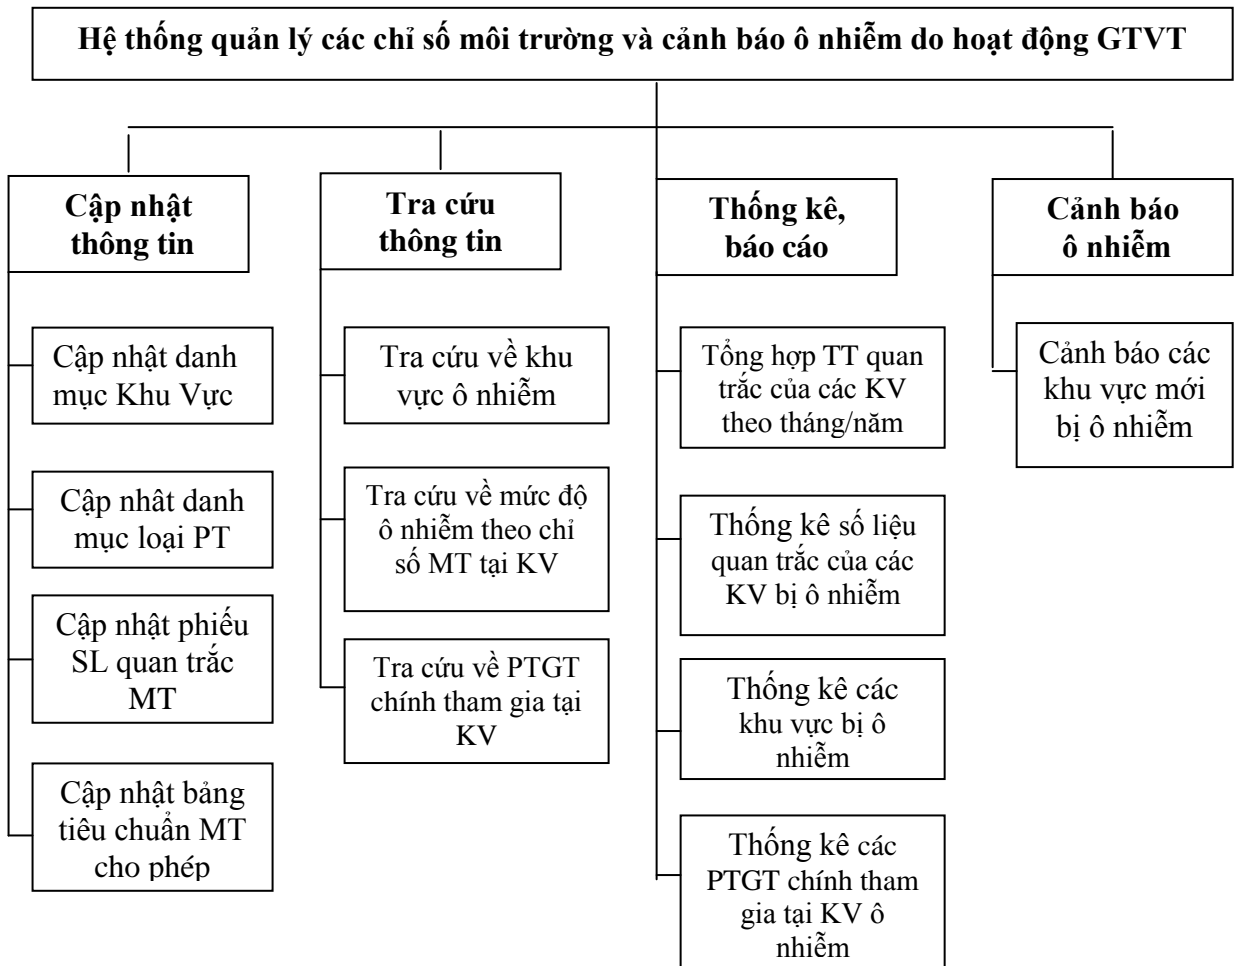 Hệ thống quản lý các chỉ số môi trường và cảnh báo ô nhiễm do hoạt động GTVT
Cập nhật
thông tin
Cập nhật danh
mục Khu Vực
Cập nhât danh
mục loại PT
Cập nhật phiếu
SL quan trắc
MT
Cập nhật bảng
tiêu chuẩn MT
cho phép
Tra cứu
thông tin
Tra cứu về khu
vực ô nhiễm
Tra cứu về mức độ
ô nhiễm theo chỉ
số MT tại KV
Tra cứu về PTGT
chính tham gia tại
KV
Thống kê,
báo cáo
Tổng hợp TT quan
trắc của các KV
theo tháng/năm
Thống kê số liệu
quan trắc của các
KV bị ô nhiễm
Thống kê các
khu vực bị ô
nhiễm
Thống kê các
PTGT chính tham
gia tại KV ô
nhiễm
Cảnh báo
ô nhiễm
Cảnh báo các
khu vực mới
bị ô nhiễm